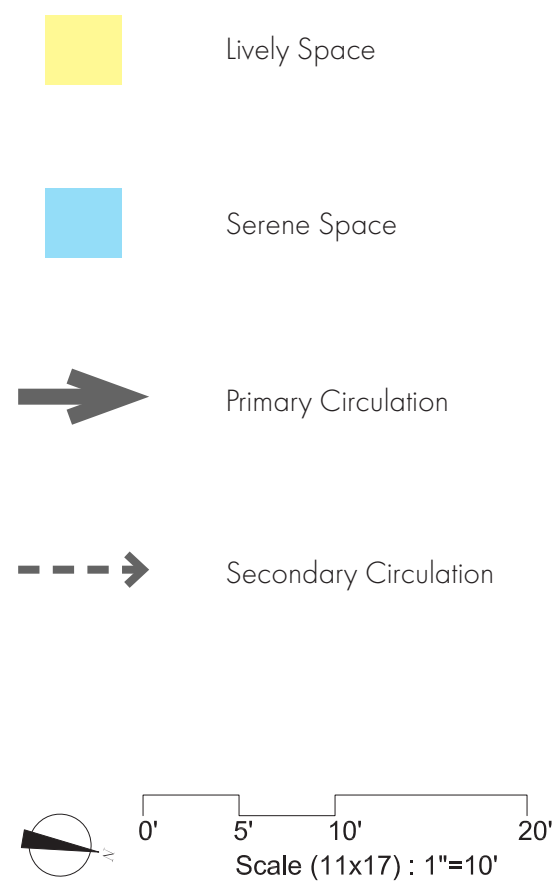 Lively Space
Serene Space
Primary Circulation
Secondary Circulation
N
0' 5' 10' 20'
Scale (11x17) : 1"=10'